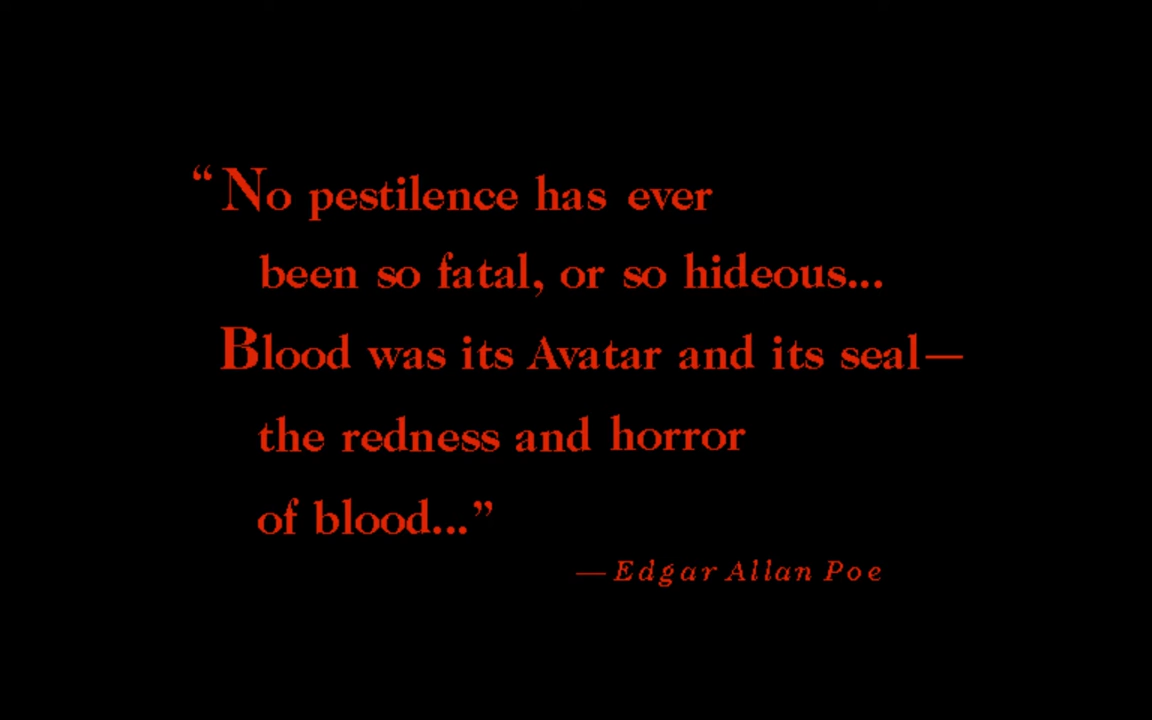 “No pestilence has ever
been so fatal, or so hideous...
Blood was its Avatar and its seal—
the redness and horror
of blood...”
—Edgar Allan Poe